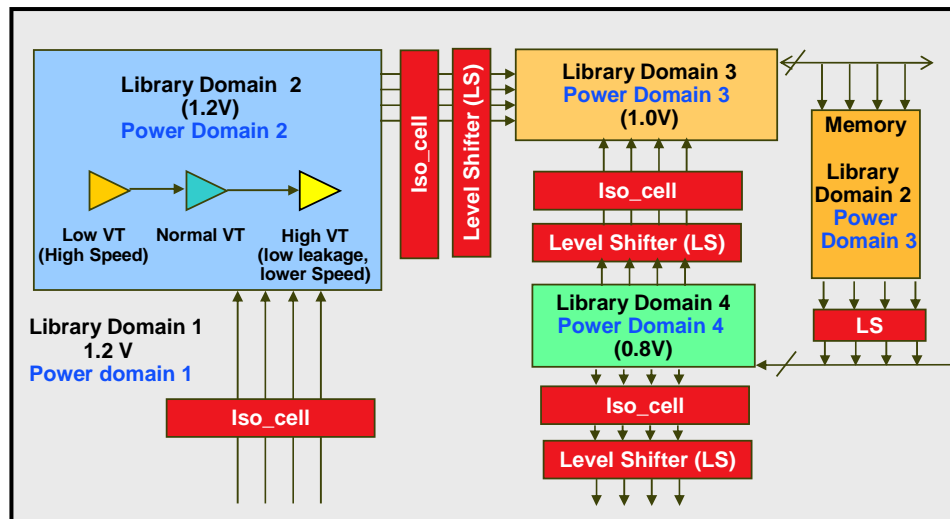 Library Domain 2
(1.2V)
Power Domain 2
Low VT
(High Speed)
Normal VT
High VT
(low leakage,
lower Speed)
Iso_cell
Level Shifter (LS)
Library Domain 3
Power Domain 3
(1.0V)
Memory
Library
Domain 2
Power
Domain 3
Iso_cell
Level Shifter (LS)
Library Domain 4
Power Domain 4
(0.8V)
LS
Library Domain 1
1.2 V
Power domain 1
Iso_cell
Iso_cell
Level Shifter (LS)